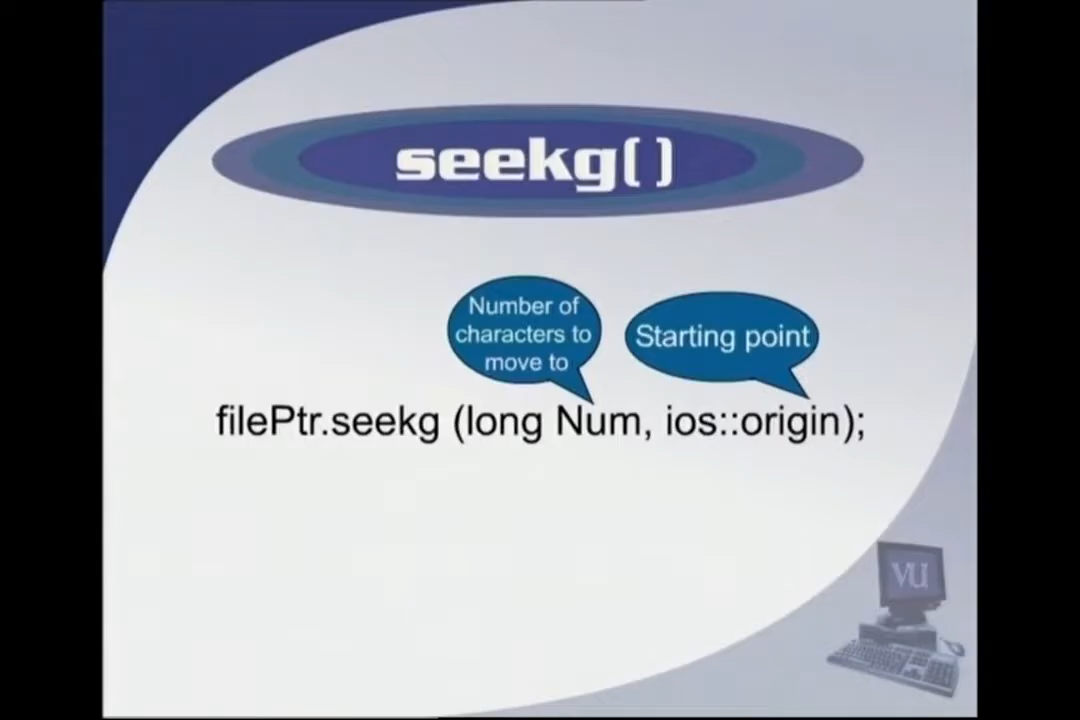 seekg( )
Number of
characters to
move to
Starting point
filePtr.seekg (long Num, ios::origin);
VU